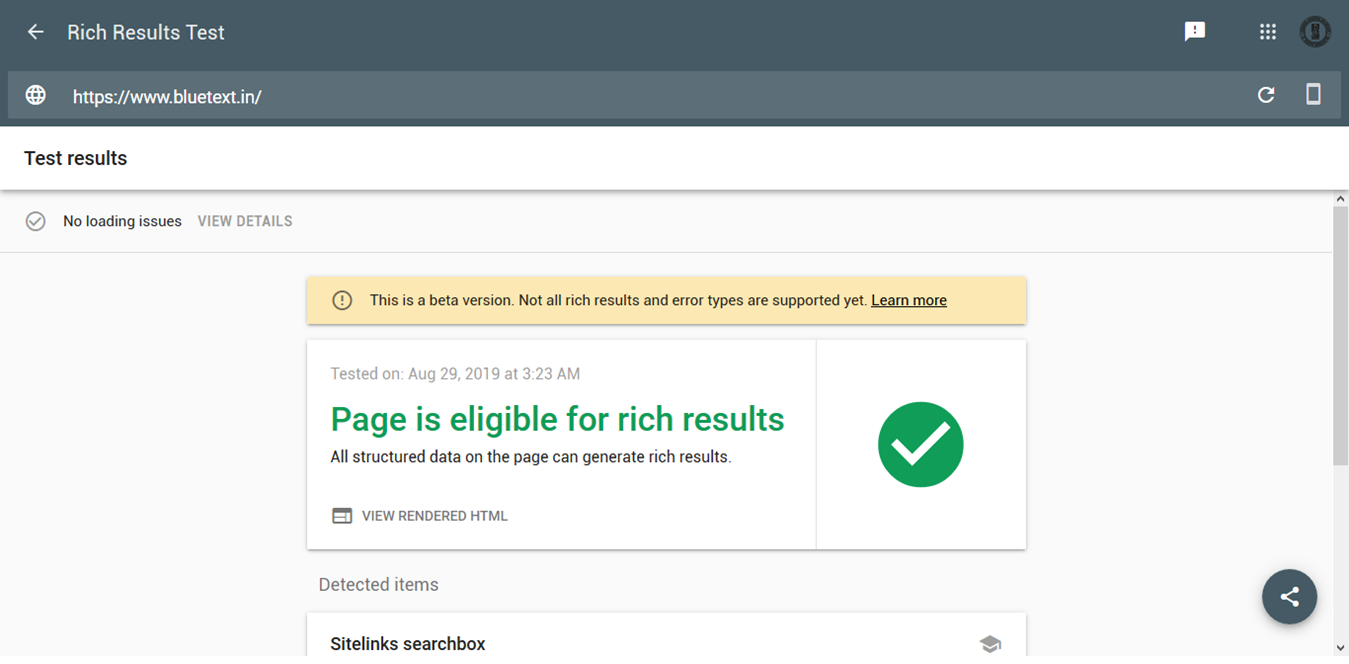 Rich Results Test
https://www.bluetext.in/
Test results
No loading issues VIEW DETAILS
This is a beta version. Not all rich results and error types are supported yet. Learn more
Tested on: Aug 29, 2019 at 3:23 AM
Page is eligible for rich results
All structured data on the page can generate rich results.
VIEW RENDERED HTML
Detected items
Sitelinks searchbox